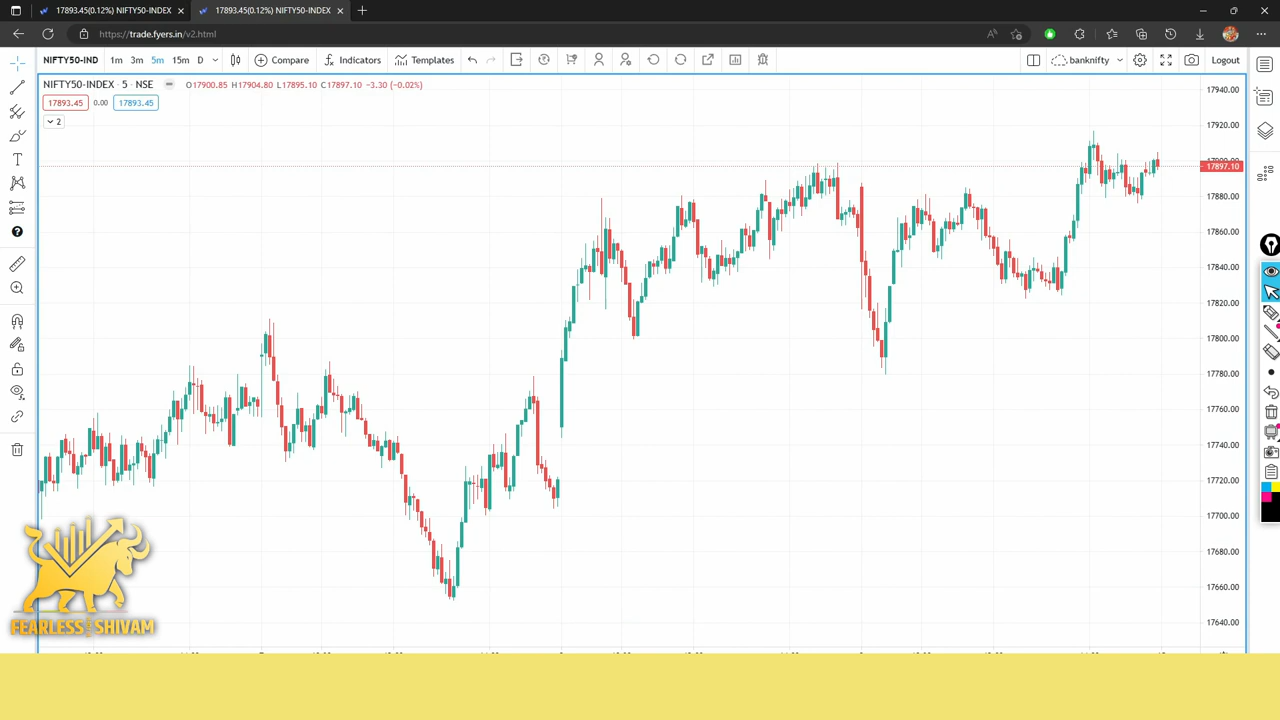 17893.45(0.12%) NIFTY50-INDEX
17893.45(0.12%) NIFTY50-INDEX
https://trade.fyers.in/v2.html
NIFTY50-IND 1m 3m 5m 15m D Compare Indicators Templates banknifty Logout
NIFTY50-INDEX · 5 · NSE O17900.85 H17904.80 L17895.10 C17897.10 −3.30 (−0.02%)
17893.45 0.00 17893.45
2
17940.00
17920.00
17897.10
17880.00
17860.00
17840.00
17820.00
17800.00
17780.00
17760.00
17740.00
17720.00
17700.00
17680.00
17660.00
17640.00
FEARLESS SHIVAM